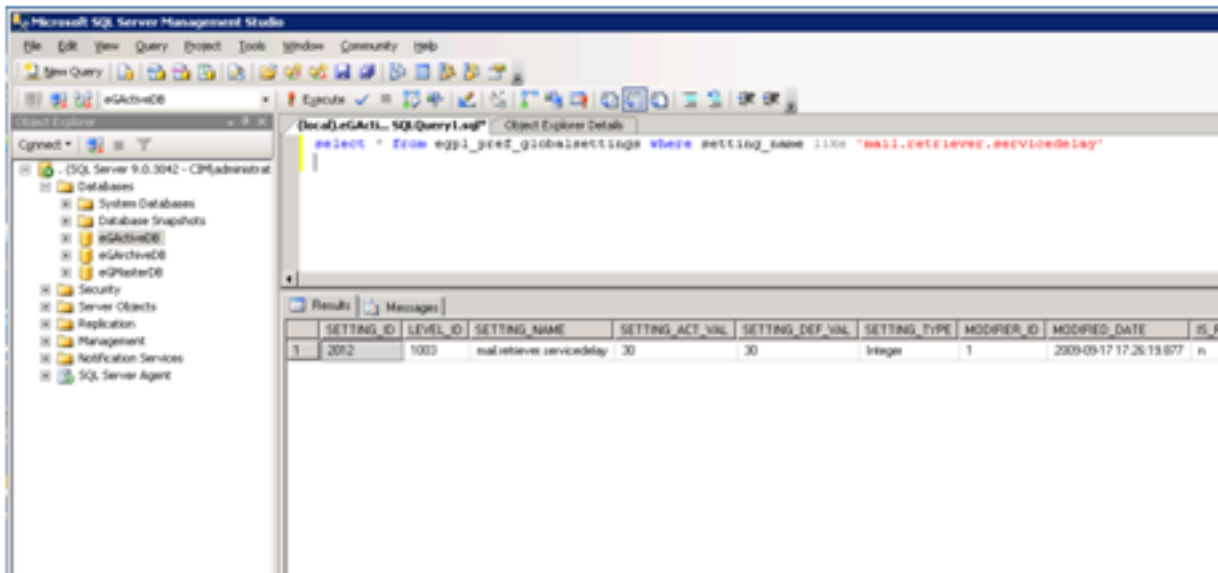 Microsoft SQL Server Management Studio
File Edit View Query Project Tools Window Community Help
New Query
eGActiveDB
Execute
Object Explorer
(local).eGActi... SQLQuery1.sql* Object Explorer Details
Connect
select * from egpl_pref_globalsettings where setting_name like 'mail.retriever.servicedelay'
. (SQL Server 9.0.3042 - CIM\administrat
Databases
System Databases
Database Snapshots
eGActiveDB
eGArchiveDB
eGMasterDB
Security
Server Objects
Replication
Management
Notification Services
SQL Server Agent
Results Messages
SETTING_ID LEVEL_ID SETTING_NAME SETTING_ACT_VAL SETTING_DEF_VAL SETTING_TYPE MODIFIER_ID MODIFIED_DATE
1 2012 1003 mail.retriever.servicedelay 30 30 Integer 1 2009-09-17 17:26:19.877 n